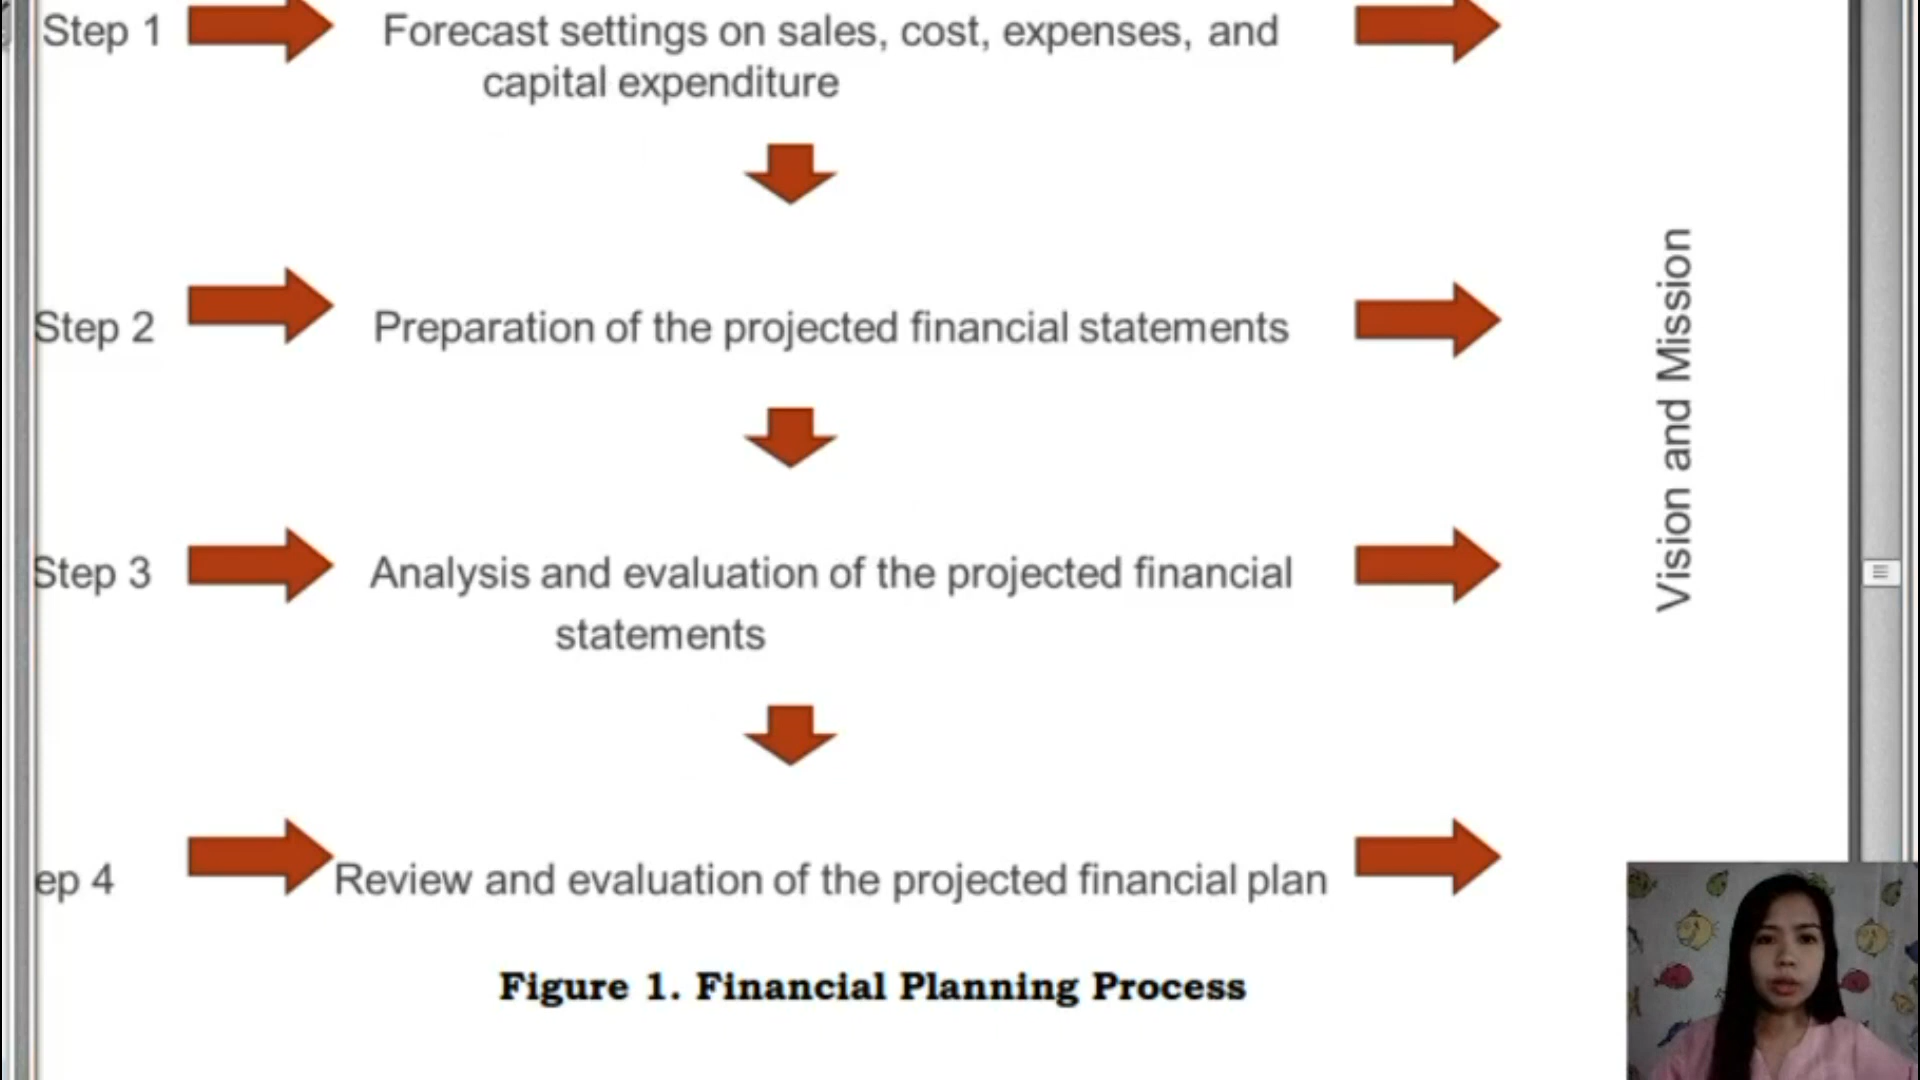 Step 1
Forecast settings on sales, cost, expenses, and
capital expenditure
Step 2
Preparation of the projected financial statements
Step 3
Analysis and evaluation of the projected financial
statements
ep 4
Review and evaluation of the projected financial plan
Vision and Mission
Figure 1. Financial Planning Process